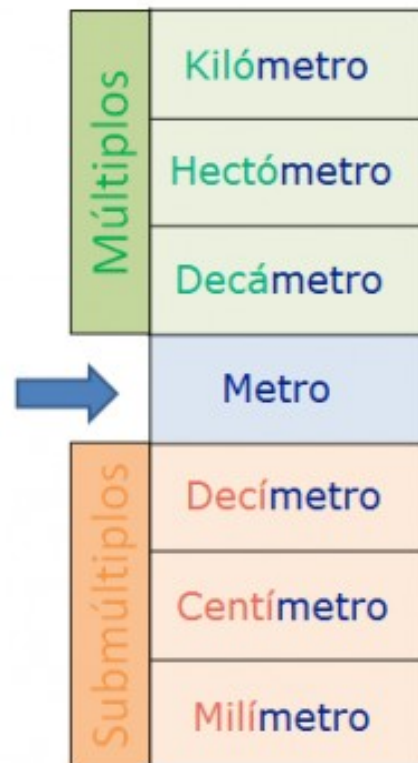 Múltiplos
Kilómetro
Hectómetro
Decámetro
Metro
Submúltiplos
Decímetro
Centímetro
Milímetro